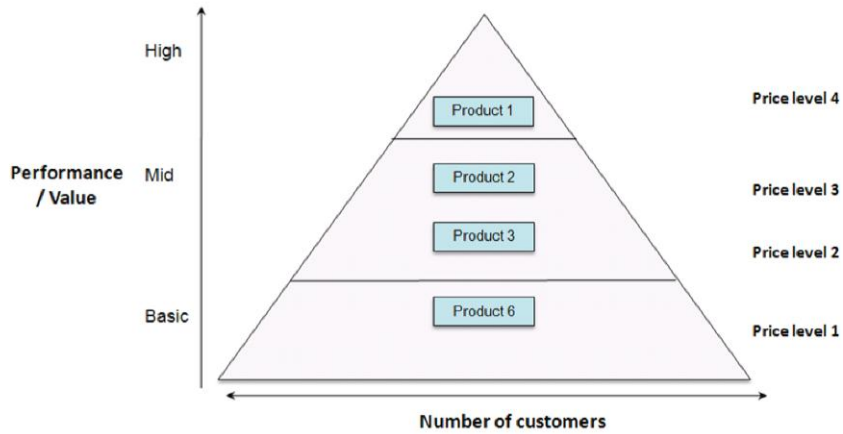 High
Product 1
Price level 4
Performance
/ Value
Mid
Product 2
Price level 3
Product 3
Price level 2
Basic
Product 6
Price level 1
Number of customers